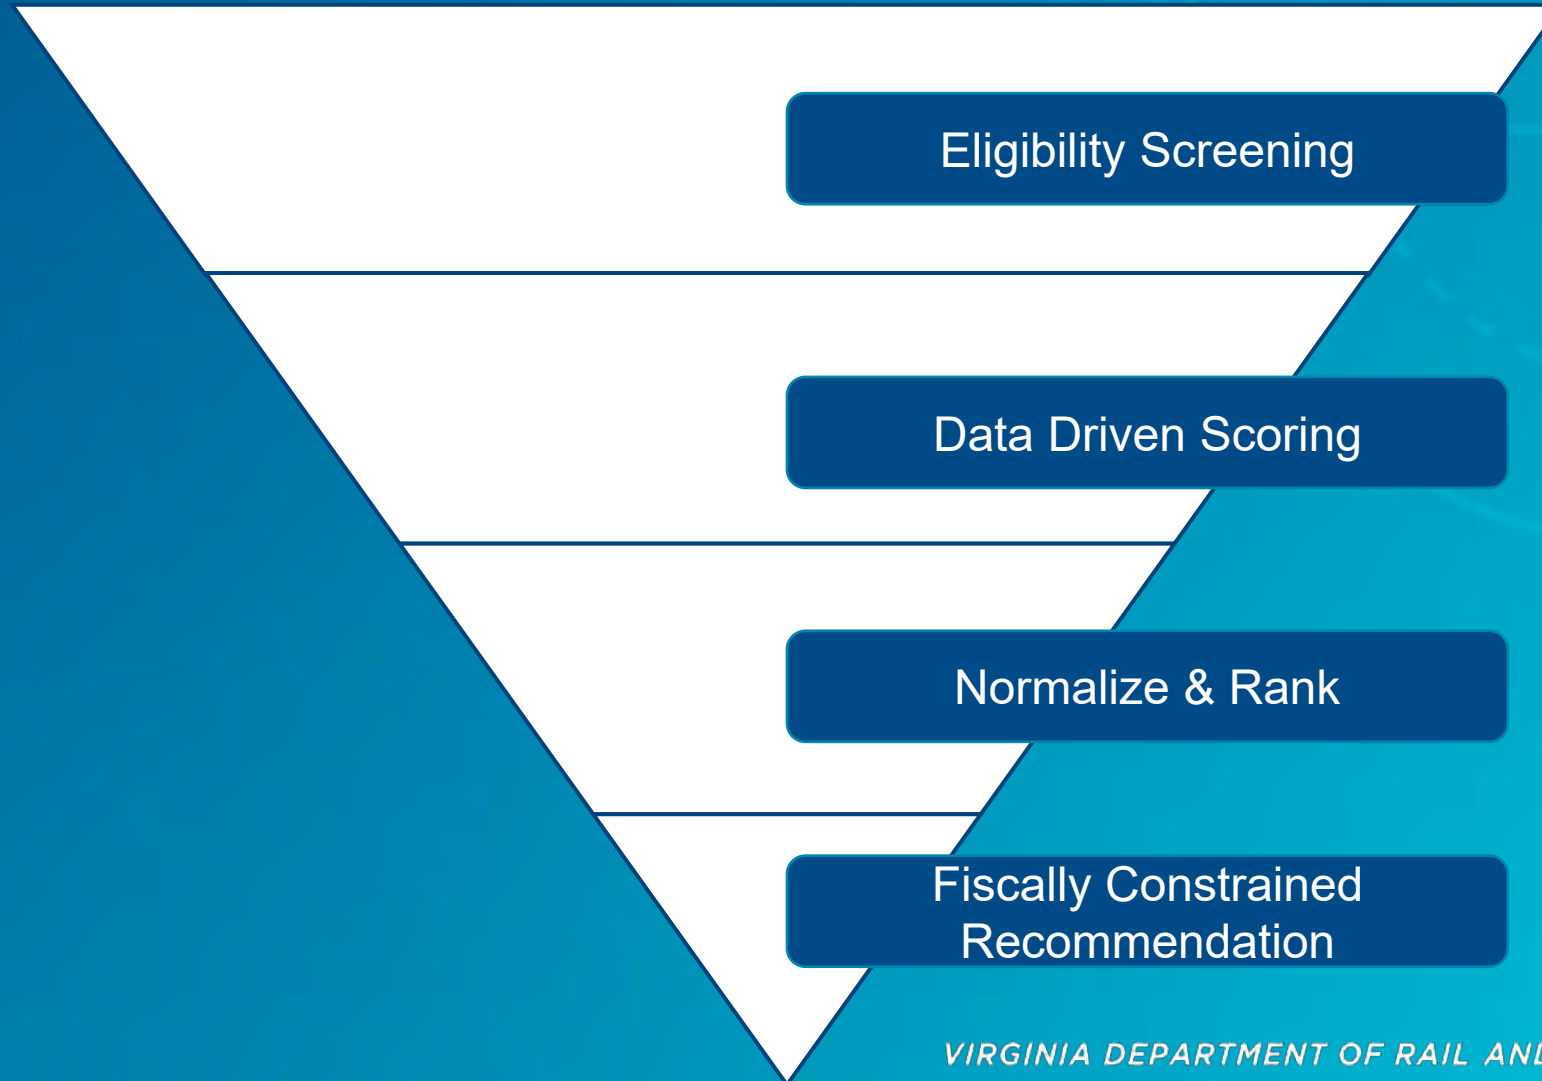 Eligibility Screening
Data Driven Scoring
Normalize & Rank
Fiscally Constrained
Recommendation
VIRGINIA DEPARTMENT OF RAIL AND